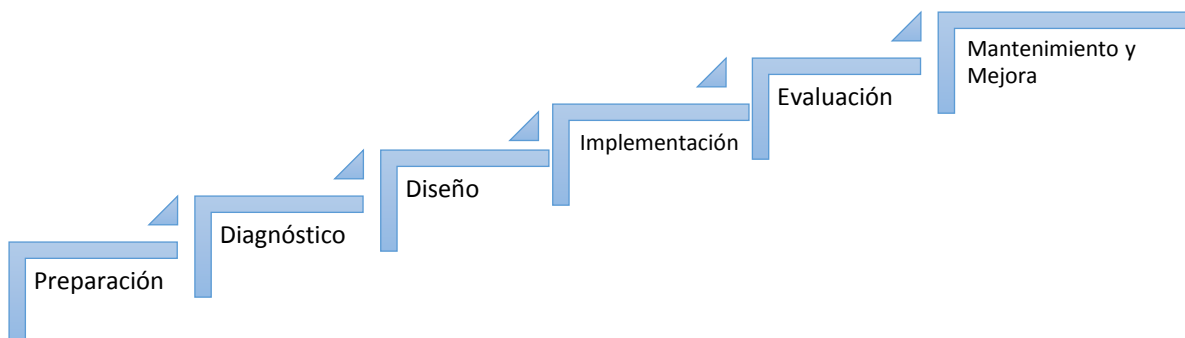 Preparación
Diagnóstico
Diseño
Implementación
Evaluación
Mantenimiento y
Mejora